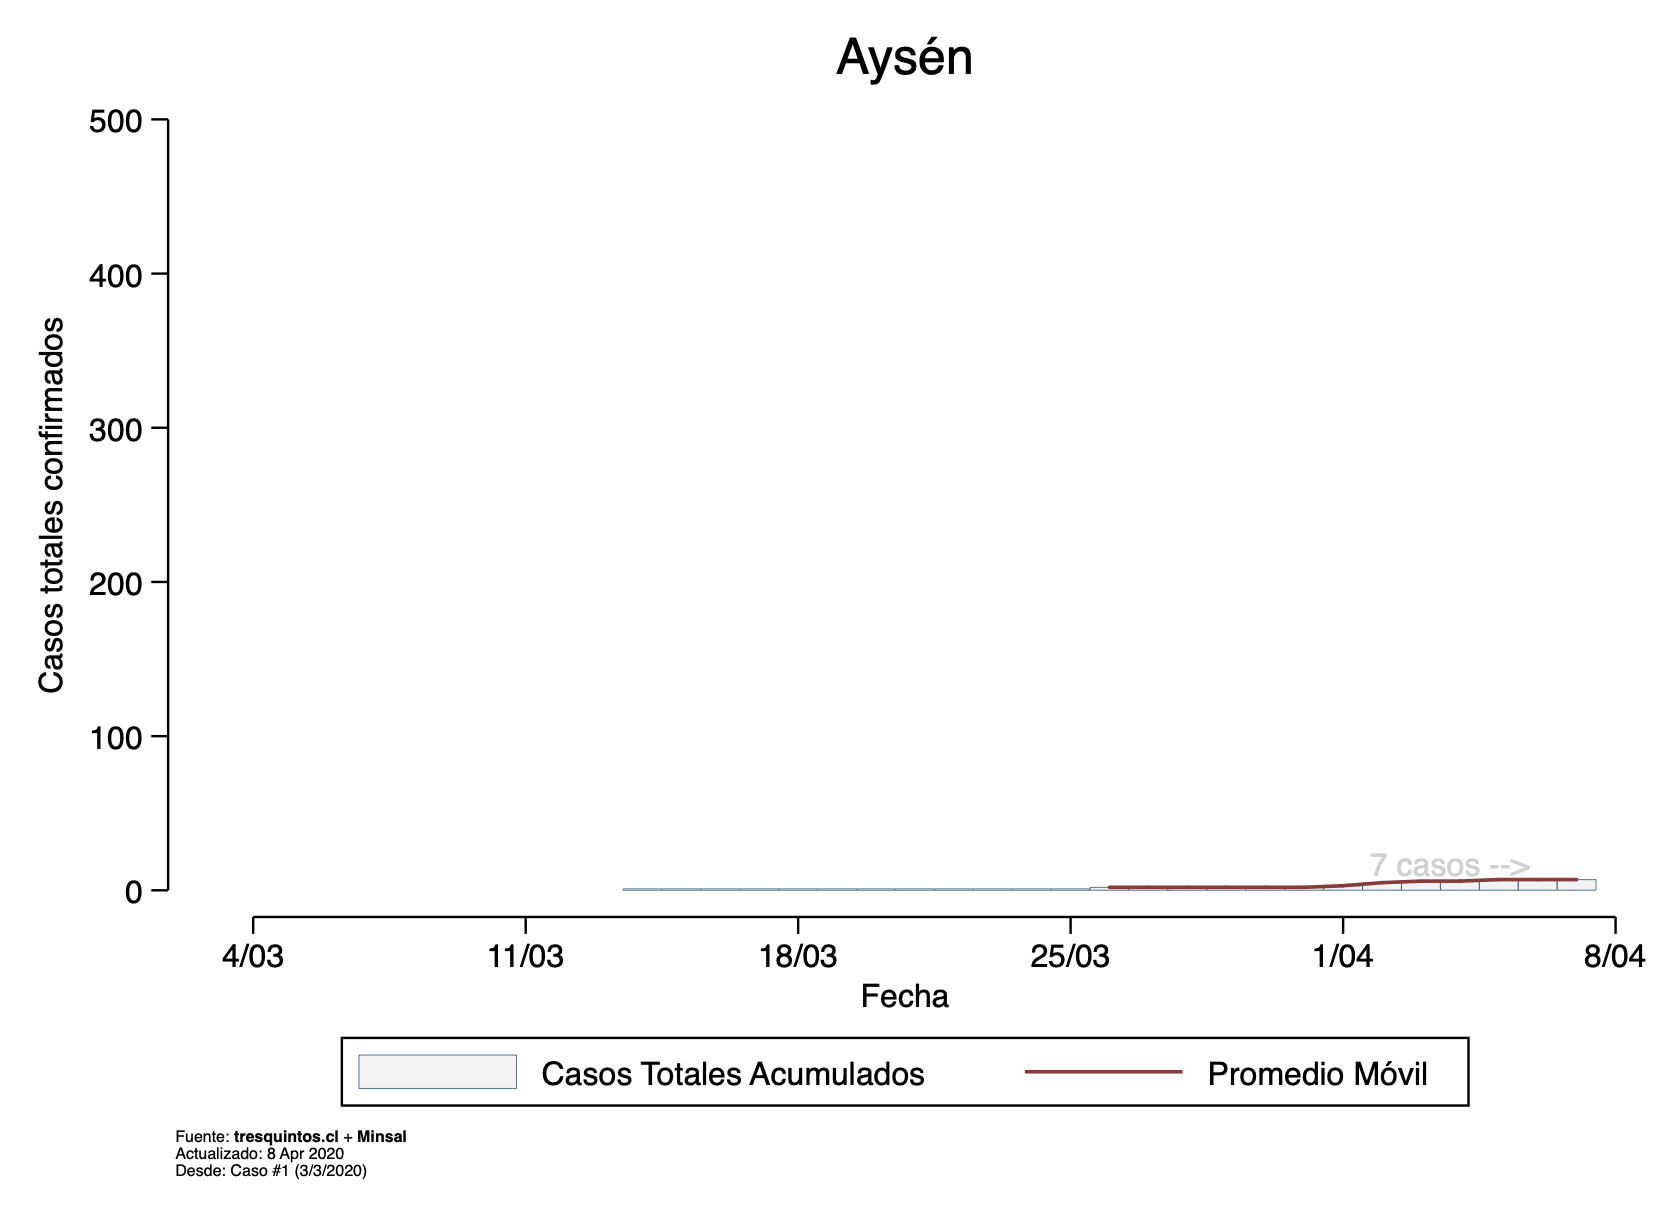 Aysén
500
400
300
200
100
0
Casos totales confirmados
7 casos -->
4/03 11/03 18/03 25/03 1/04 8/04
Fecha
Casos Totales Acumulados Promedio Móvil
Fuente: tresquintos.cl + Minsal
Actualizado: 8 Apr 2020
Desde: Caso #1 (3/3/2020)